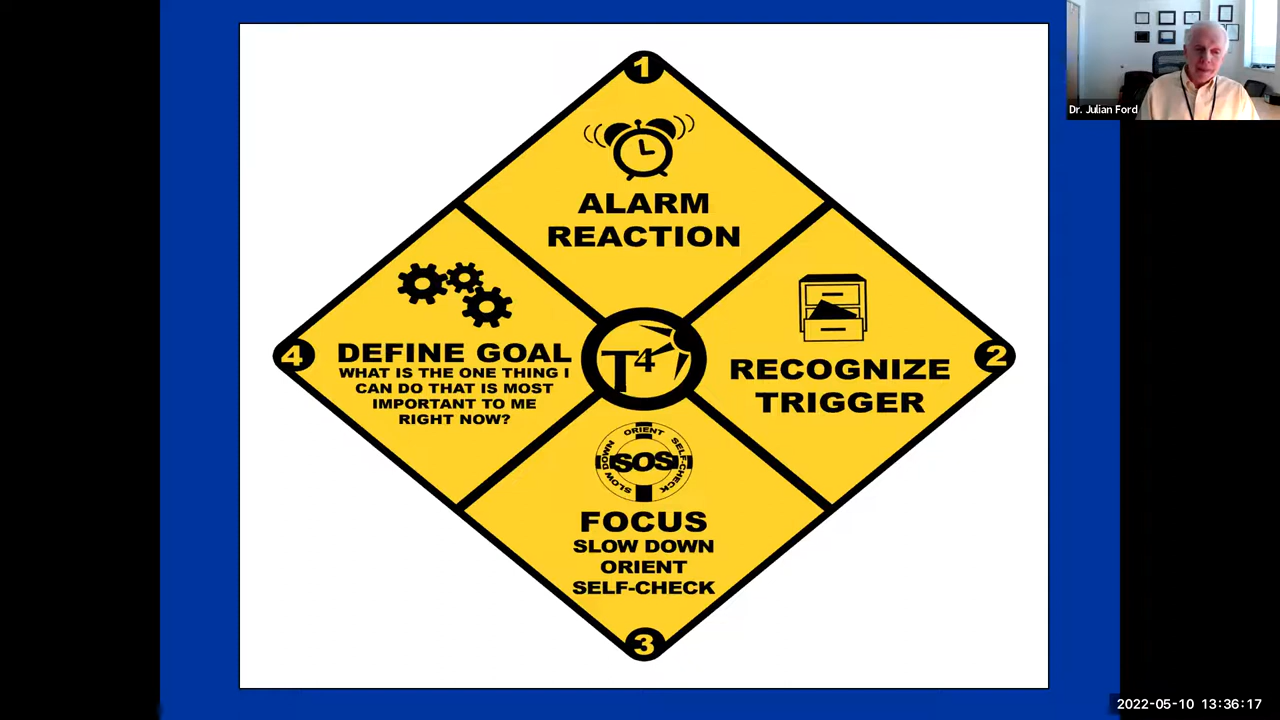 1
ALARM
REACTION
2
RECOGNIZE
TRIGGER
T4
SLOW DOWN ORIENT SELF-CHECK
SOS
FOCUS
SLOW DOWN
ORIENT
SELF-CHECK
3
4
DEFINE GOAL
WHAT IS THE ONE THING I
CAN DO THAT IS MOST
IMPORTANT TO ME
RIGHT NOW?
Dr. Julian Ford
2022-05-10 13:36:17